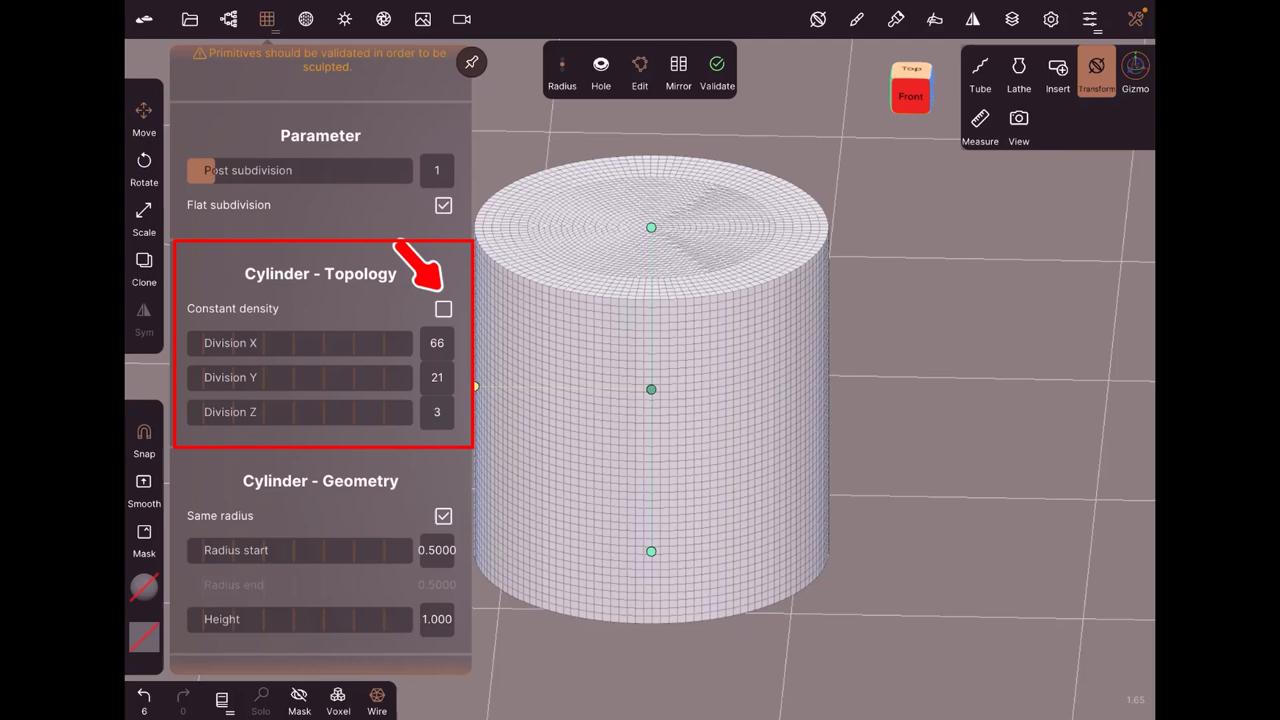 Primitives should be validated in order to be
sculpted.
Radius
Hole
Edit
Mirror
Validate
Top
Front
Tube
Lathe
Insert
Transform
Gizmo
Measure
View
Move
Rotate
Scale
Clone
Sym
Snap
Smooth
Mask
Parameter
Post subdivision 1
Flat subdivision
Cylinder - Topology
Constant density
Division X 66
Division Y 21
Division Z 3
Cylinder - Geometry
Same radius
Radius start 0.5000
Radius end 0.5000
Height 1.000
6
0
Solo
Mask
Voxel
Wire
1.65